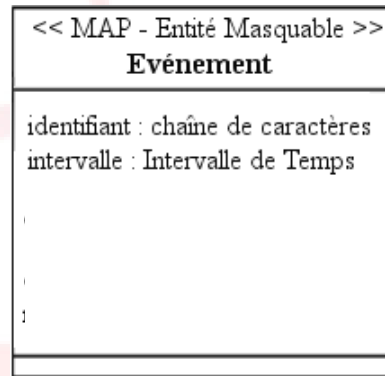 << MAP - Entité Masquable >>
Evénement
identifiant : chaîne de caractères
intervalle : Intervalle de Temps